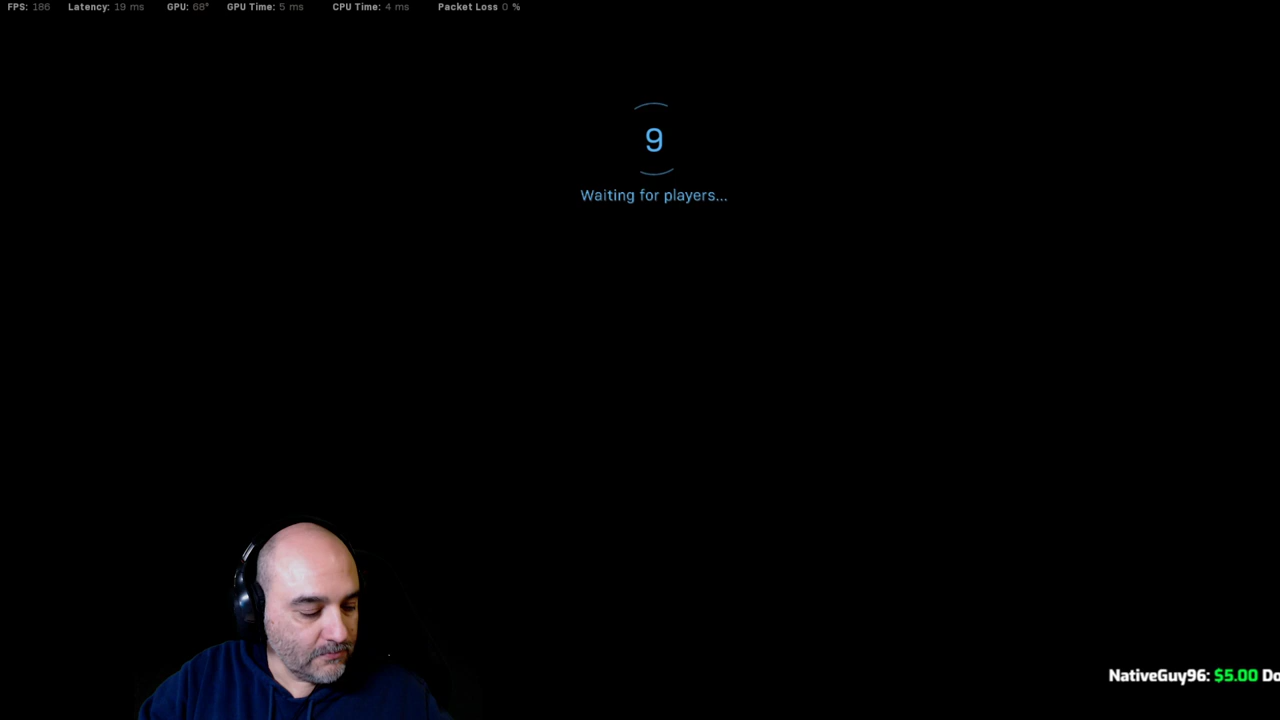 FPS: 186 Latency: 19 ms GPU: 68° GPU Time: 5 ms CPU Time: 4 ms Packet Loss 0 %
9
Waiting for players...
NativeGuy96: $5.00 Do